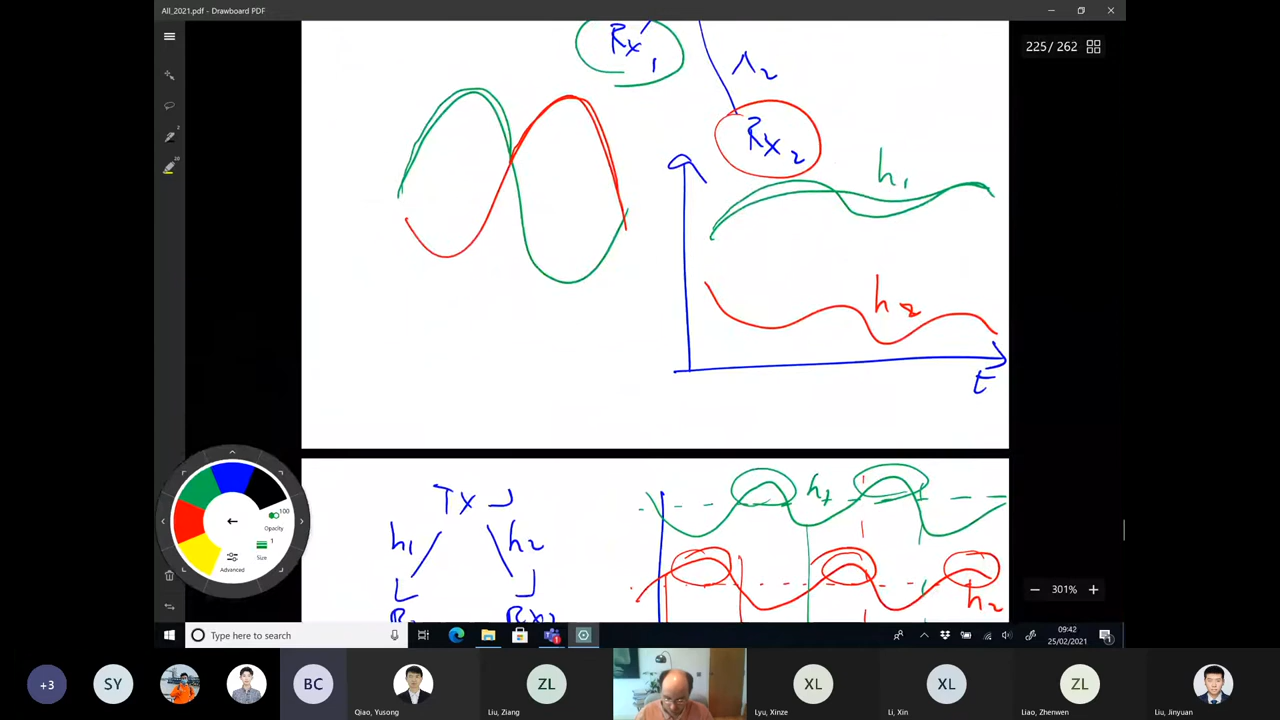 All_2021.pdf - Drawboard PDF
225 / 262
Rx1
Λ2
Rx2
h1
h2
t
Tx
h1
h2
Rx2
h1
h2
100
Opacity
1
Size
Advanced
301%
Type here to search
09:42
25/02/2021
+3
SY
BC
Qiao, Yusong
ZL
Liu, Ziang
XL
Lyu, Xinze
XL
Li, Xin
ZL
Liao, Zhenwen
Liu, Jinyuan